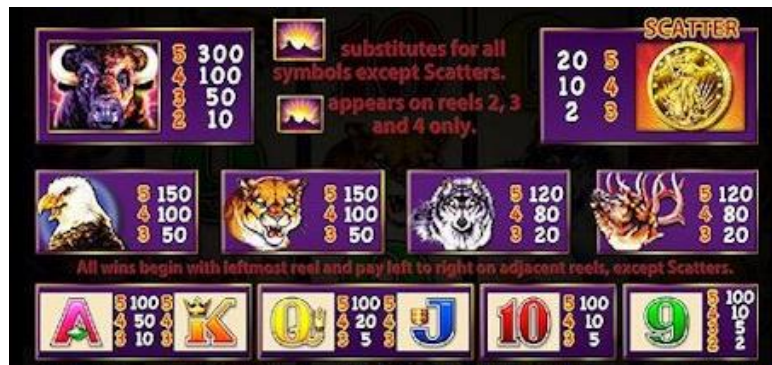 SCATTER
5 300
4 100
3 50
2 10
substitutes for all
symbols except Scatters.
appears on reels 2, 3
and 4 only.
20 5
10 4
2 3
5 150
4 100
3 50
5 150
4 100
3 50
5 120
4 80
3 20
5 120
4 80
3 20
All wins begin with leftmost reel and pay left to right on adjacent reels, except Scatters.
A 5 100 5 K
4 50 4
3 10 3
Q 5 100 5 J
4 20 4
3 5 3
10 5 100
4 10
3 5
9 5 100
4 10
3 5
2 2